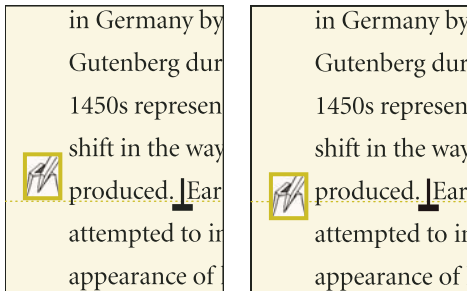 in Germany by
Gutenberg dur
1450s represen
shift in the way
produced. Ear
attempted to in
appearance of
in Germany by
Gutenberg dur
1450s represen
shift in the way
produced. Ear
attempted to i
appearance of